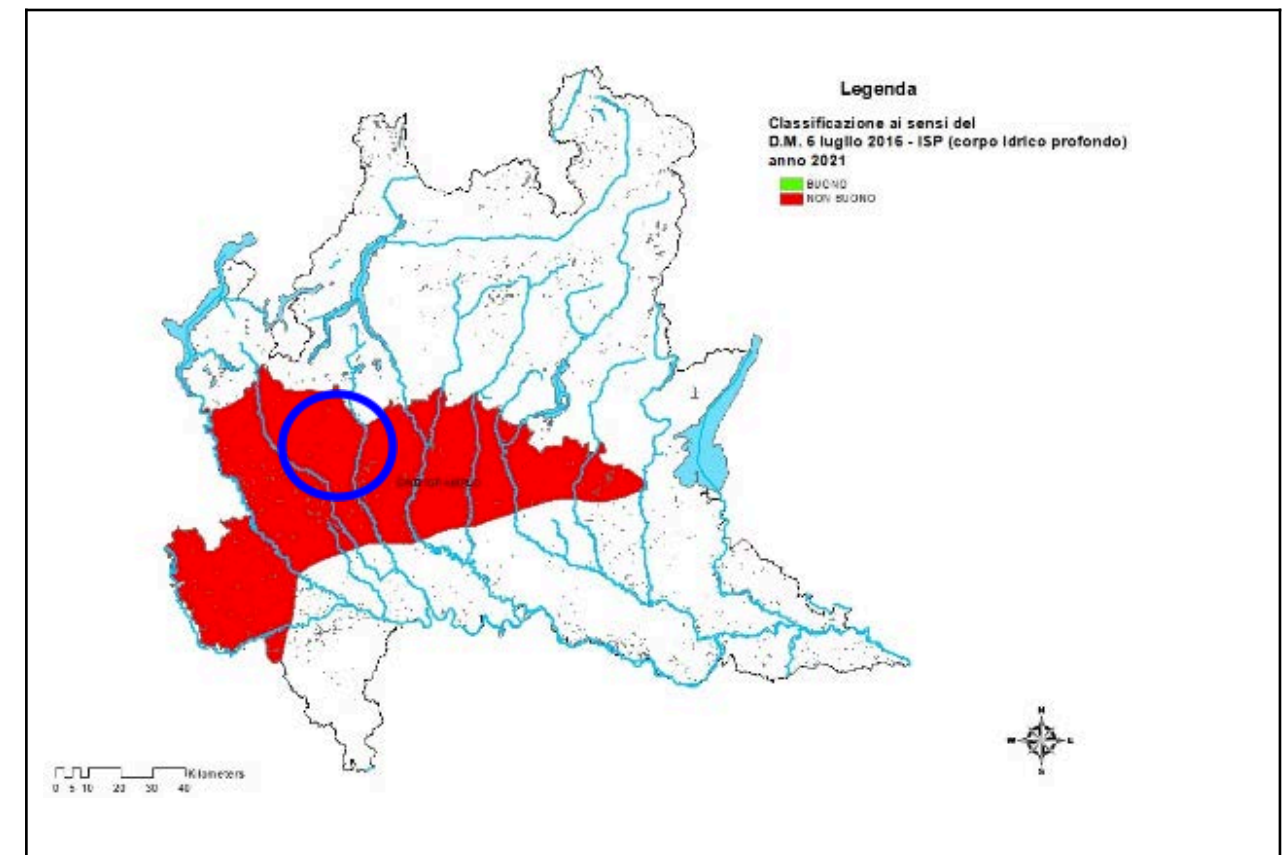 Legenda
Classificazione ai sensi del
D.M. 6 luglio 2016 - ISP (corpo idrico profondo)
anno 2021
BUONO
NON BUONO
N
W E
S
Kilometers
0 5 10 20 30 40